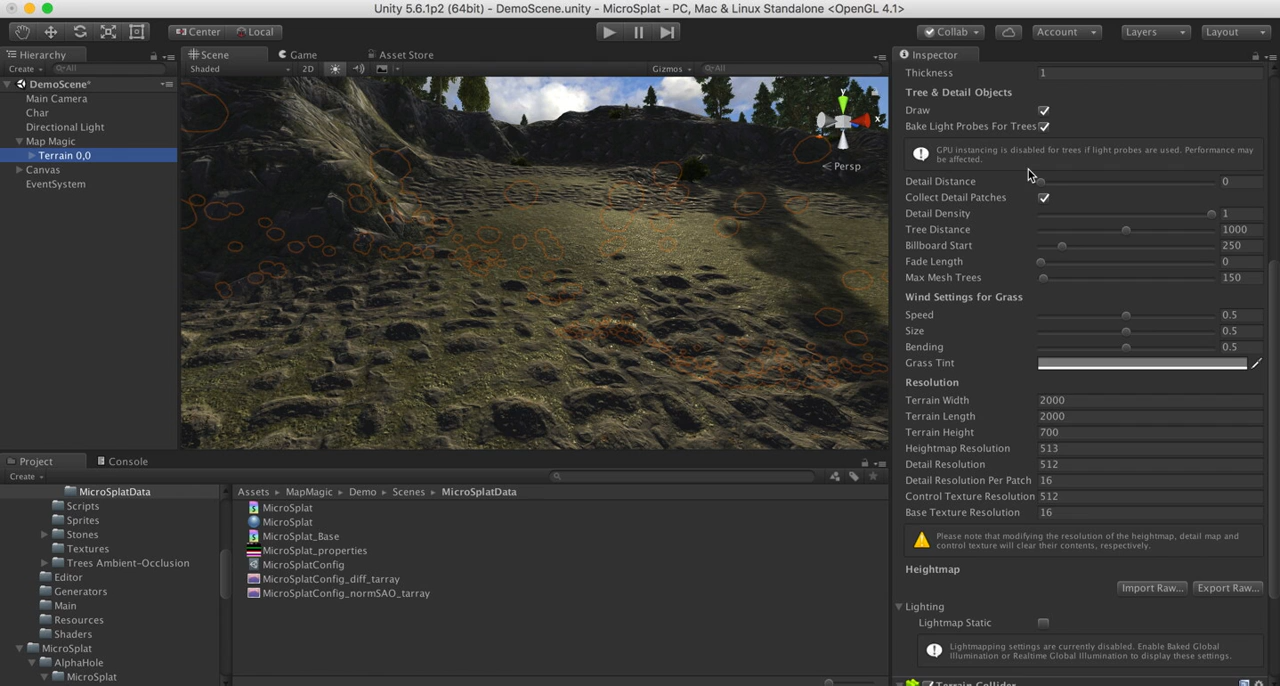 Unity 5.6.1p2 (64bit) - DemoScene.unity - MicroSplat - PC, Mac & Linux Standalone <OpenGL 4.1>
Center Local
Collab Account Layers Layout
Hierarchy
Create All
DemoScene*
Main Camera
Char
Directional Light
Map Magic
Terrain 0,0
Canvas
EventSystem
Scene Game Asset Store
Shaded 2D Gizmos All
y
x
Persp
Project Console
Create
MicroSplatData
Scripts
Sprites
Stones
Textures
Trees Ambient-Occlusion
Editor
Generators
Main
Resources
Shaders
MicroSplat
AlphaHole
MicroSplat
Assets MapMagic Demo Scenes MicroSplatData
MicroSplat
MicroSplat
MicroSplat_Base
MicroSplat_properties
MicroSplatConfig
MicroSplatConfig_diff_tarray
MicroSplatConfig_normSAO_tarray
Inspector
Thickness 1
Tree & Detail Objects
Draw
Bake Light Probes For Trees
GPU instancing is disabled for trees if light probes are used. Performance may
be affected.
Detail Distance 0
Collect Detail Patches
Detail Density 1
Tree Distance 1000
Billboard Start 250
Fade Length 0
Max Mesh Trees 150
Wind Settings for Grass
Speed 0.5
Size 0.5
Bending 0.5
Grass Tint
Resolution
Terrain Width 2000
Terrain Length 2000
Terrain Height 700
Heightmap Resolution 513
Detail Resolution 512
Detail Resolution Per Patch 16
Control Texture Resolution 512
Base Texture Resolution 16
Please note that modifying the resolution of the heightmap, detail map and
control texture will clear their contents, respectively.
Heightmap
Import Raw... Export Raw...
Lighting
Lightmap Static
Lightmapping settings are currently disabled. Enable Baked Global
Illumination or Realtime Global Illumination to display these settings.
Terrain Collider